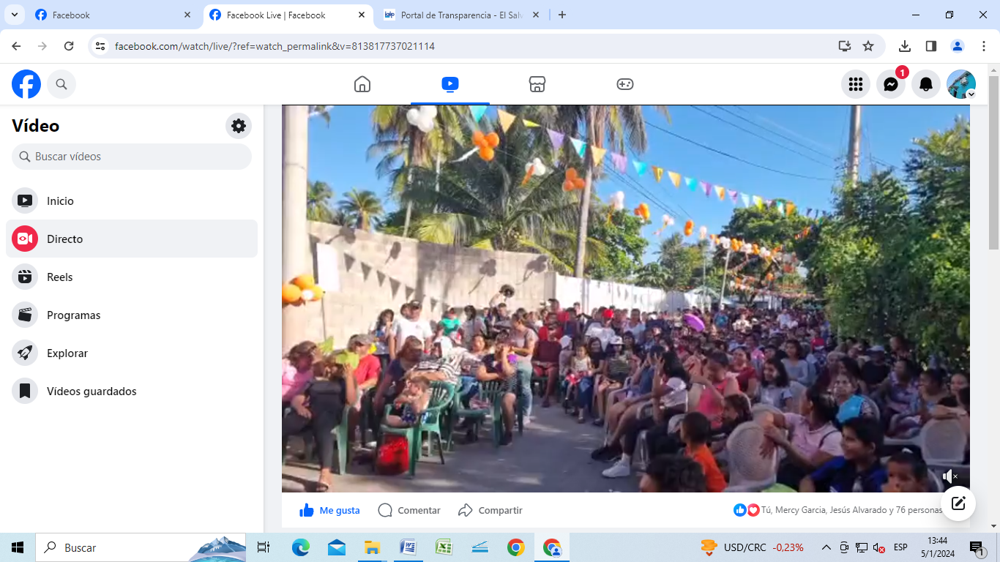 Facebook
Facebook Live | Facebook
Portal de Transparencia - El Salv
facebook.com/watch/live/?ref=watch_permalink&v=813817737021114
1
Vídeo
Buscar vídeos
Inicio
Directo
Reels
Programas
Explorar
Vídeos guardados
Me gusta
Comentar
Compartir
Tú, Mercy García, Jesús Alvarado y 76 personas
Buscar
USD/CRC -0,23%
ESP
13:44
5/1/2024
1